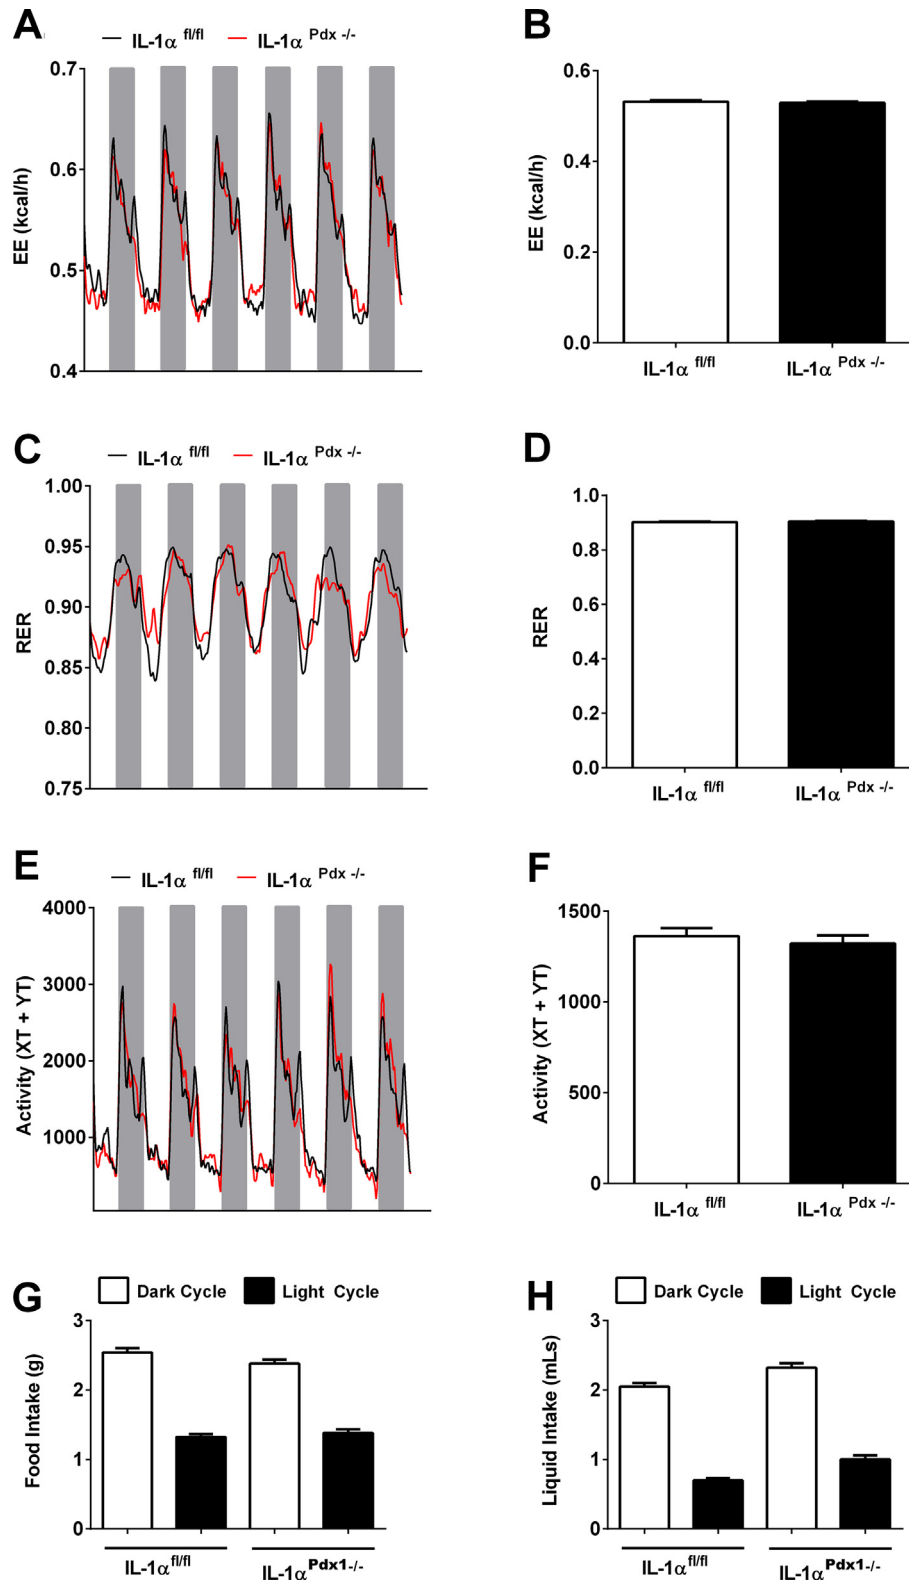 A
IL-1α fl/fl IL-1α Pdx -/-
0.7
0.6
0.5
0.4
EE (kcal/h)
B
0.6
0.4
0.2
0.0
EE (kcal/h)
IL-1α fl/fl IL-1α Pdx -/-
C
IL-1α fl/fl IL-1α Pdx -/-
1.00
0.95
0.90
0.85
0.80
0.75
RER
D
1.0
0.8
0.6
0.4
0.2
0.0
RER
IL-1α fl/fl IL-1α Pdx -/-
E
IL-1α fl/fl IL-1α Pdx -/-
4000
3000
2000
1000
Activity (XT + YT)
F
1500
1000
500
0
Activity (XT + YT)
IL-1α fl/fl IL-1α Pdx -/-
G
Dark Cycle Light Cycle
3
2
1
0
Food Intake (g)
IL-1α fl/fl IL-1α Pdx1-/-
H
Dark Cycle Light Cycle
3
2
1
0
Liquid Intake (mLs)
IL-1α fl/fl IL-1α Pdx1-/-